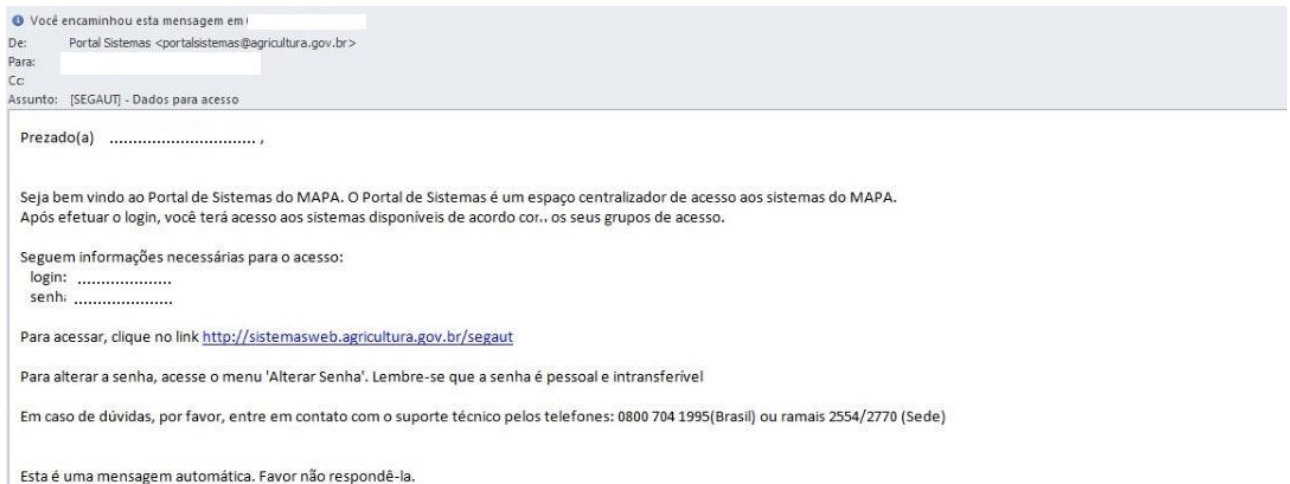 Você encaminhou esta mensagem em
De: Portal Sistemas <portalsistemas@agricultura.gov.br>
Para:
Cc:
Assunto: [SEGAUT] - Dados para acesso
Prezado(a) ................................ ,
Seja bem vindo ao Portal de Sistemas do MAPA. O Portal de Sistemas é um espaço centralizador de acesso aos sistemas do MAPA.
Após efetuar o login, você terá acesso aos sistemas disponíveis de acordo cor.. os seus grupos de acesso.
Seguem informações necessárias para o acesso:
login: .....................
senh: ......................
Para acessar, clique no link http://sistemasweb.agricultura.gov.br/segaut
Para alterar a senha, acesse o menu 'Alterar Senha'. Lembre-se que a senha é pessoal e intransferível
Em caso de dúvidas, por favor, entre em contato com o suporte técnico pelos telefones: 0800 704 1995(Brasil) ou ramais 2554/2770 (Sede)
Esta é uma mensagem automática. Favor não respondê-la.